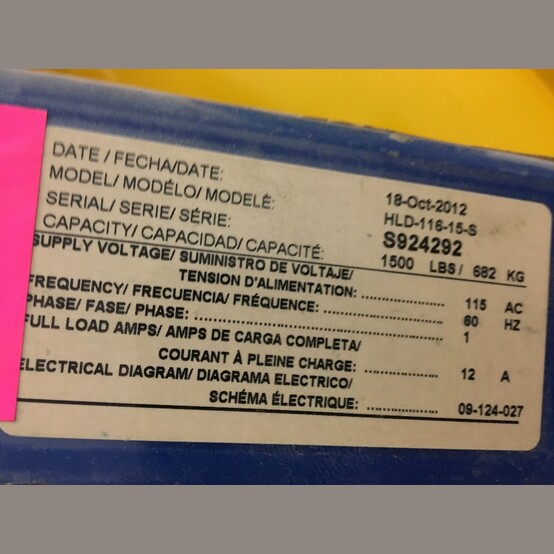 DATE / FECHA/DATE: 18-Oct-2012
MODEL/ MODÉLO/ MODELÉ: HLD-116-15-S
SERIAL/ SERIE/ SÉRIE: S924292
CAPACITY/ CAPACIDAD/ CAPACITÉ: 1500 LBS / 682 KG
SUPPLY VOLTAGE/ SUMINISTRO DE VOLTAJE/
TENSION D'ALIMENTATION: .................. 115 AC
FREQUENCY/ FRECUENCIA/ FRÉQUENCE: ......................... 60 HZ
PHASE/ FASE/ PHASE: .................................................. 1
FULL LOAD AMPS/ AMPS DE CARGA COMPLETA/
COURANT À PLEINE CHARGE: .................. 12 A
ELECTRICAL DIAGRAM/ DIAGRAMA ELECTRICO/
SCHÉMA ÉLECTRIQUE: .................. 09-124-027